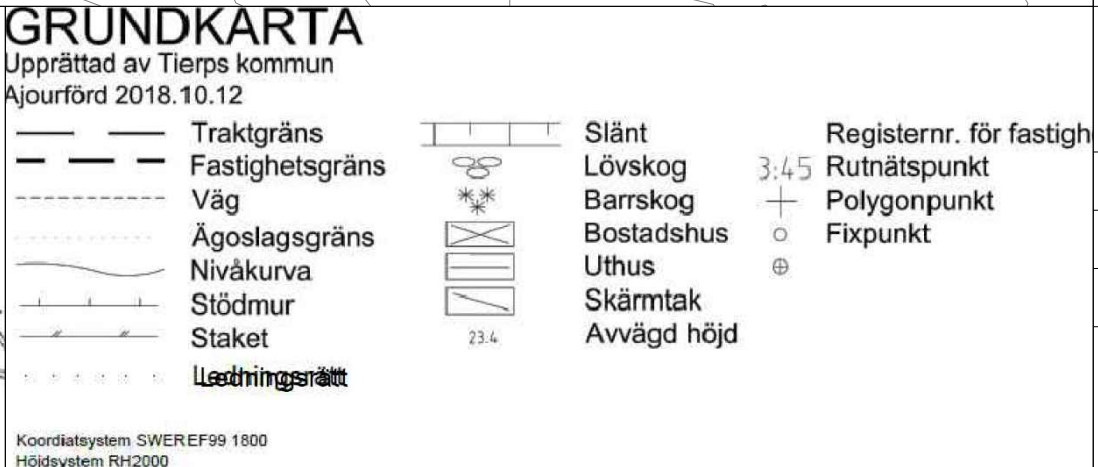 GRUNDKARTA
Upprättad av Tierps kommun
Ajourförd 2018.10.12
Traktgräns
Fastighetsgräns
Väg
Ägoslagsgräns
Nivåkurva
Stödmur
Staket
Ledningsrätt
Slänt
Lövskog
Barrskog
Bostadshus
Uthus
Skärmtak
23.4 Avvägd höjd
Registernr. för fastigh
3:45 Rutnätspunkt
Polygonpunkt
Fixpunkt
Koordiatsystem SWEREF99 1800
Höjdsystem RH2000